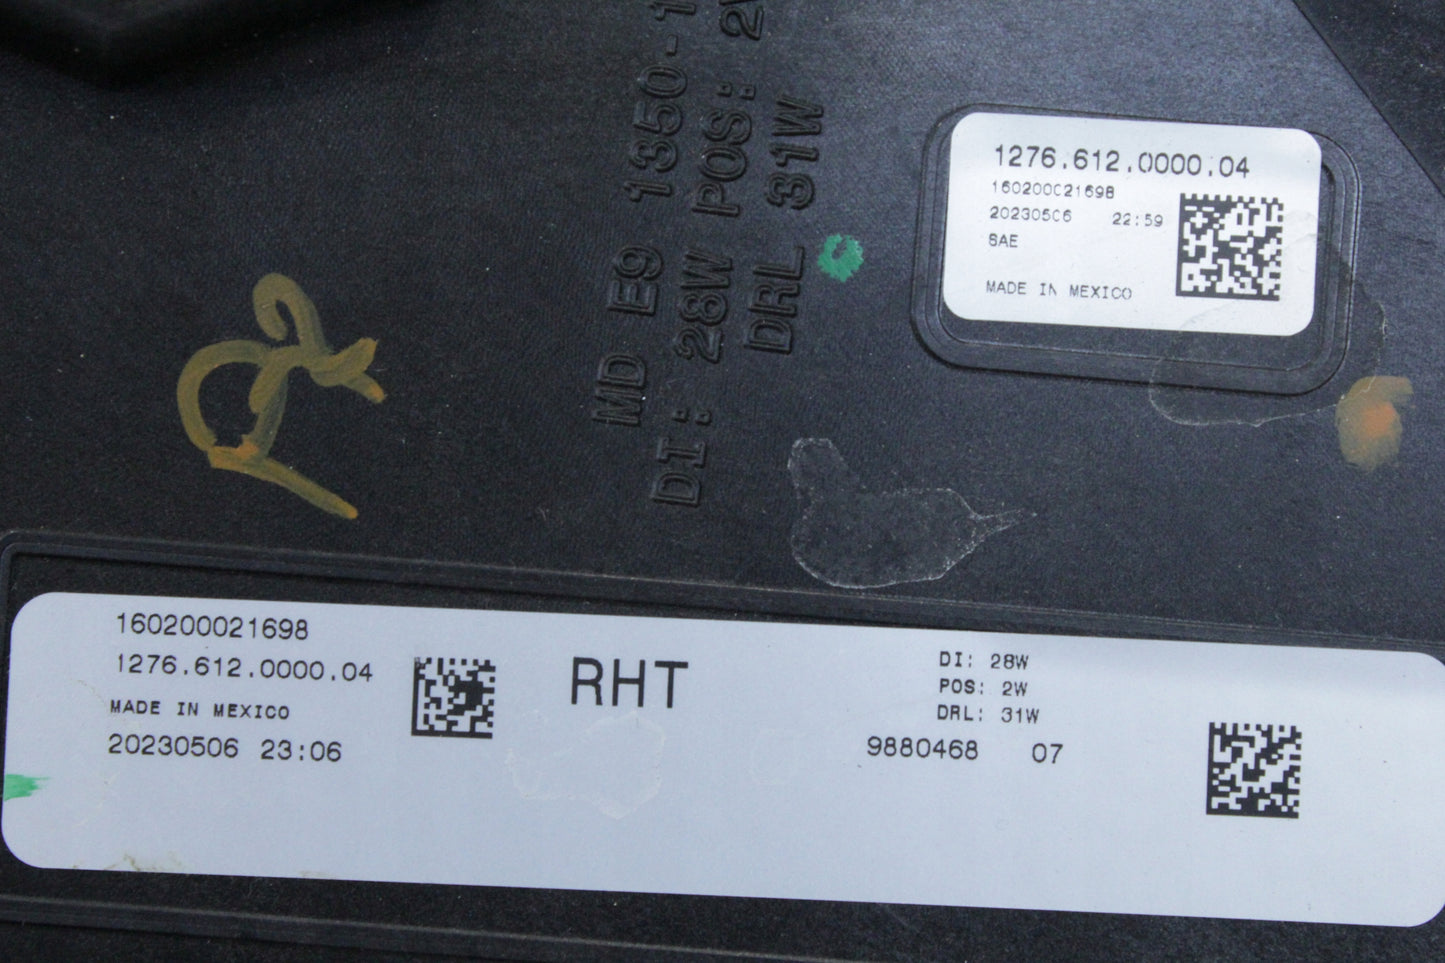 MD E9 1350-1
DI: 28W POS: 2W
DRL 31W
1276.612.0000.04
160200021698
20230506 22:59
SAE
MADE IN MEXICO
160200021698
1276.612.0000.04
MADE IN MEXICO
20230506 23:06
RHT
DI: 28W
POS: 2W
DRL: 31W
9880468 07